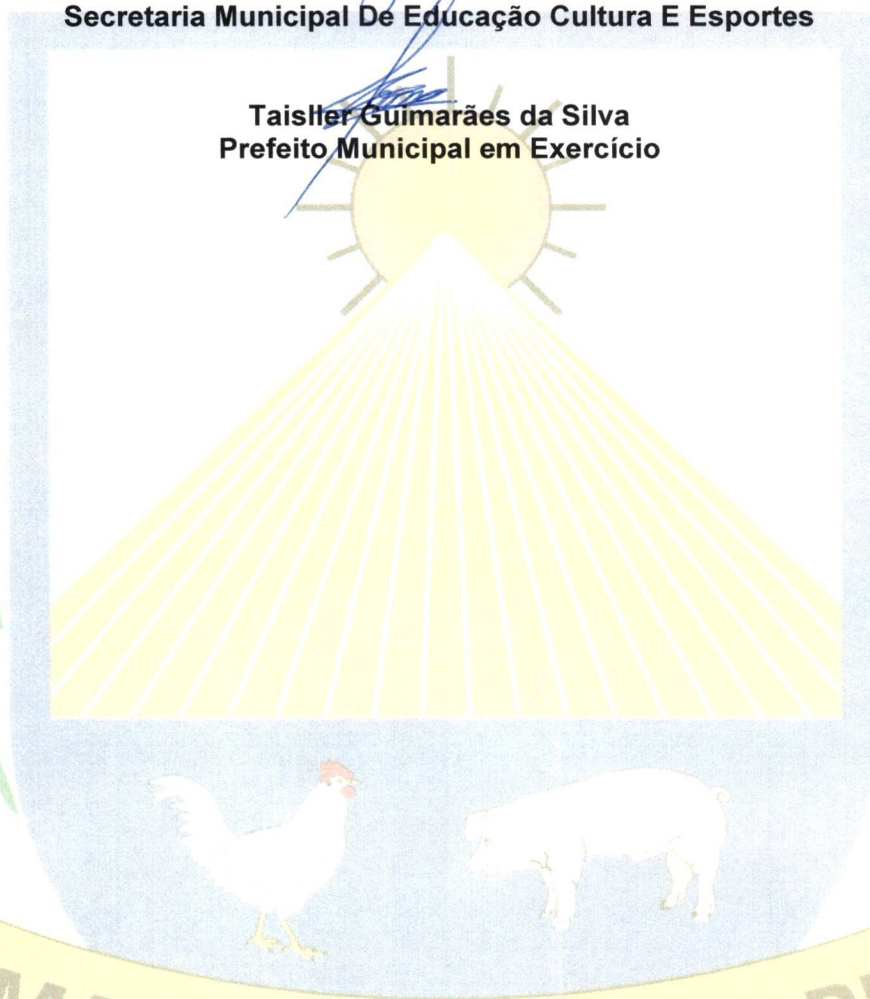 Secretaria Municipal De Educação Cultura E Esportes
Taisller Guimarães da Silva
Prefeito Municipal em Exercício